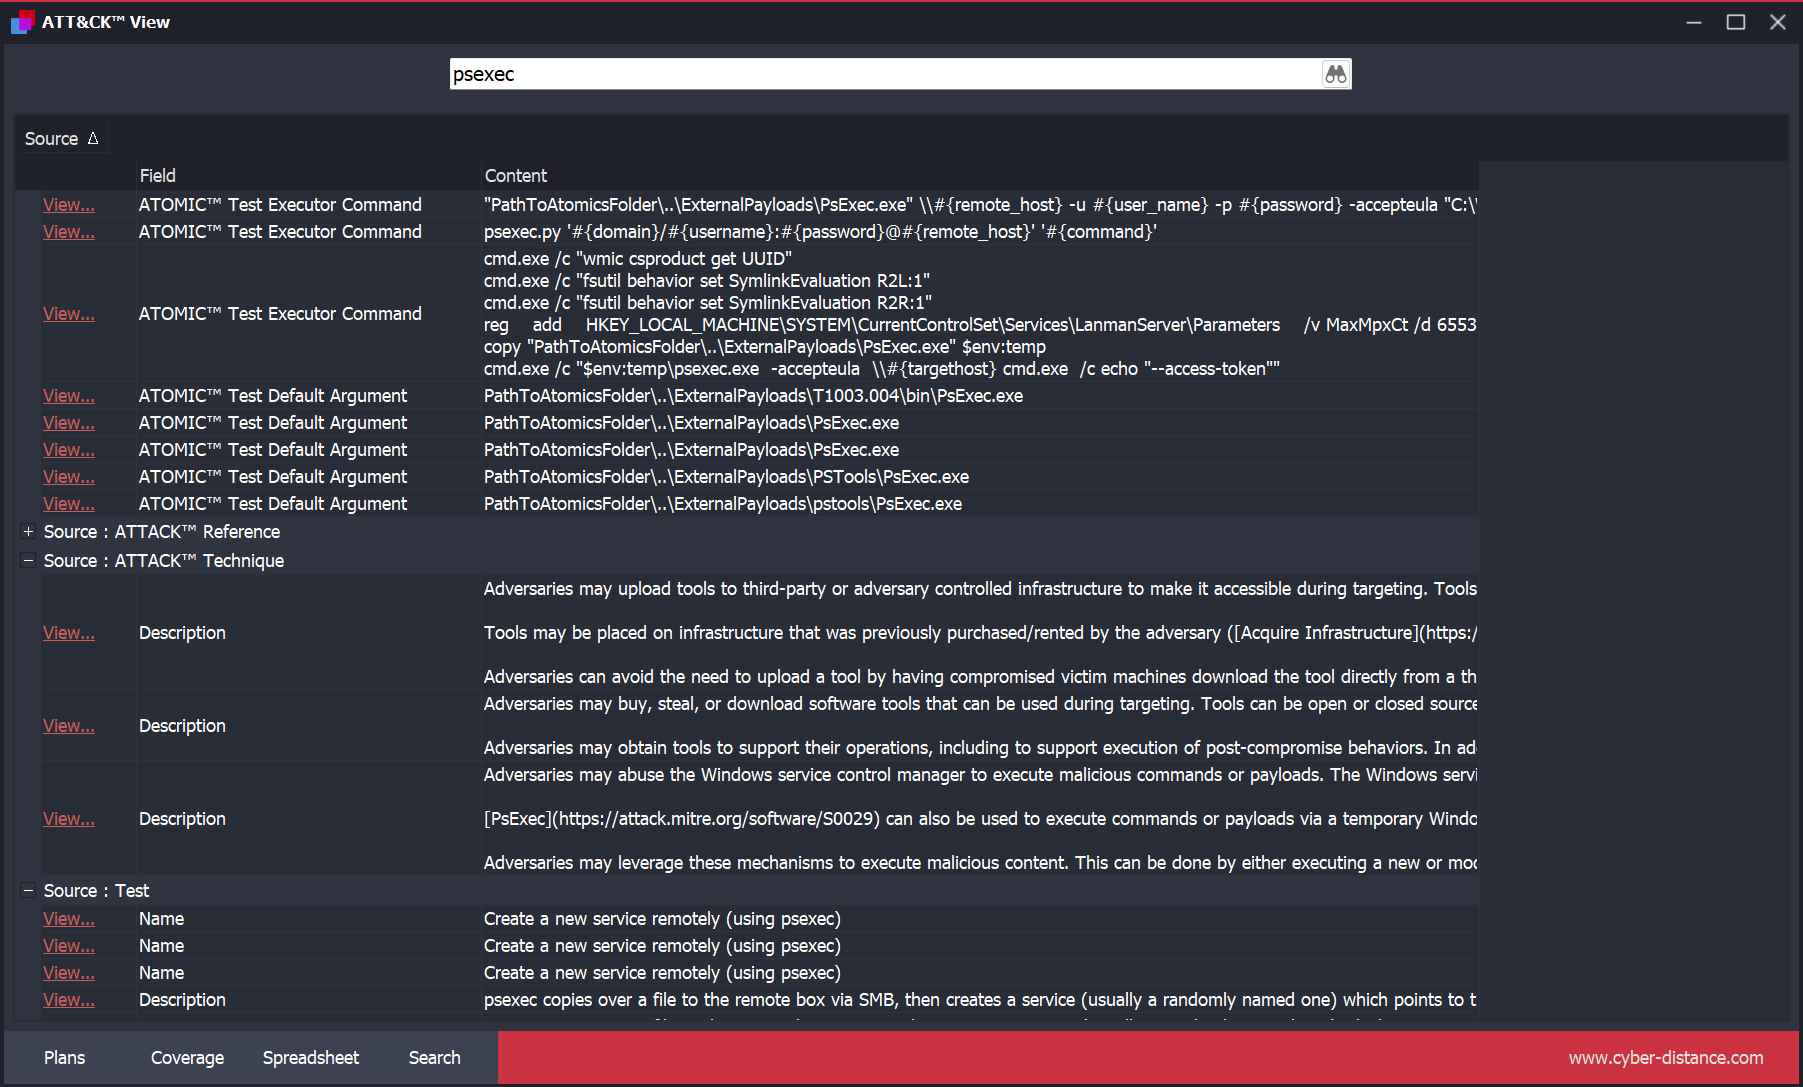 ATT&CK™ View
psexec
Source
Field Content
View... ATOMIC™ Test Executor Command "PathToAtomicsFolder\..\ExternalPayloads\PsExec.exe" \\#{remote_host} -u #{user_name} -p #{password} -accepteula "C:\
View... ATOMIC™ Test Executor Command psexec.py '#{domain}/#{username}:#{password}@#{remote_host}' '#{command}'
cmd.exe /c "wmic csproduct get UUID"
cmd.exe /c "fsutil behavior set SymlinkEvaluation R2L:1"
cmd.exe /c "fsutil behavior set SymlinkEvaluation R2R:1"
View... ATOMIC™ Test Executor Command
reg add HKEY_LOCAL_MACHINE\SYSTEM\CurrentControlSet\Services\LanmanServer\Parameters /v MaxMpxCt /d 6553
copy "PathToAtomicsFolder\..\ExternalPayloads\PsExec.exe" $env:temp
cmd.exe /c "$env:temp\psexec.exe -accepteula \\#{targethost} cmd.exe /c echo "--access-token""
View... ATOMIC™ Test Default Argument PathToAtomicsFolder\..\ExternalPayloads\T1003.004\bin\PsExec.exe
View... ATOMIC™ Test Default Argument PathToAtomicsFolder\..\ExternalPayloads\PsExec.exe
View... ATOMIC™ Test Default Argument PathToAtomicsFolder\..\ExternalPayloads\PsExec.exe
View... ATOMIC™ Test Default Argument PathToAtomicsFolder\..\ExternalPayloads\PSTools\PsExec.exe
View... ATOMIC™ Test Default Argument PathToAtomicsFolder\..\ExternalPayloads\pstools\PsExec.exe
Source : ATTACK™ Reference
Source : ATTACK™ Technique
Adversaries may upload tools to third-party or adversary controlled infrastructure to make it accessible during targeting. Tools
View... Description Tools may be placed on infrastructure that was previously purchased/rented by the adversary ([Acquire Infrastructure](https:/
Adversaries can avoid the need to upload a tool by having compromised victim machines download the tool directly from a th
Adversaries may buy, steal, or download software tools that can be used during targeting. Tools can be open or closed source
View... Description
Adversaries may obtain tools to support their operations, including to support execution of post-compromise behaviors. In ad
Adversaries may abuse the Windows service control manager to execute malicious commands or payloads. The Windows servi
View... Description [PsExec](https://attack.mitre.org/software/S0029) can also be used to execute commands or payloads via a temporary Windo
Adversaries may leverage these mechanisms to execute malicious content. This can be done by either executing a new or mod
Source : Test
View... Name Create a new service remotely (using psexec)
View... Name Create a new service remotely (using psexec)
View... Name Create a new service remotely (using psexec)
View... Description psexec copies over a file to the remote box via SMB, then creates a service (usually a randomly named one) which points to t
Plans Coverage Spreadsheet Search www.cyber-distance.com